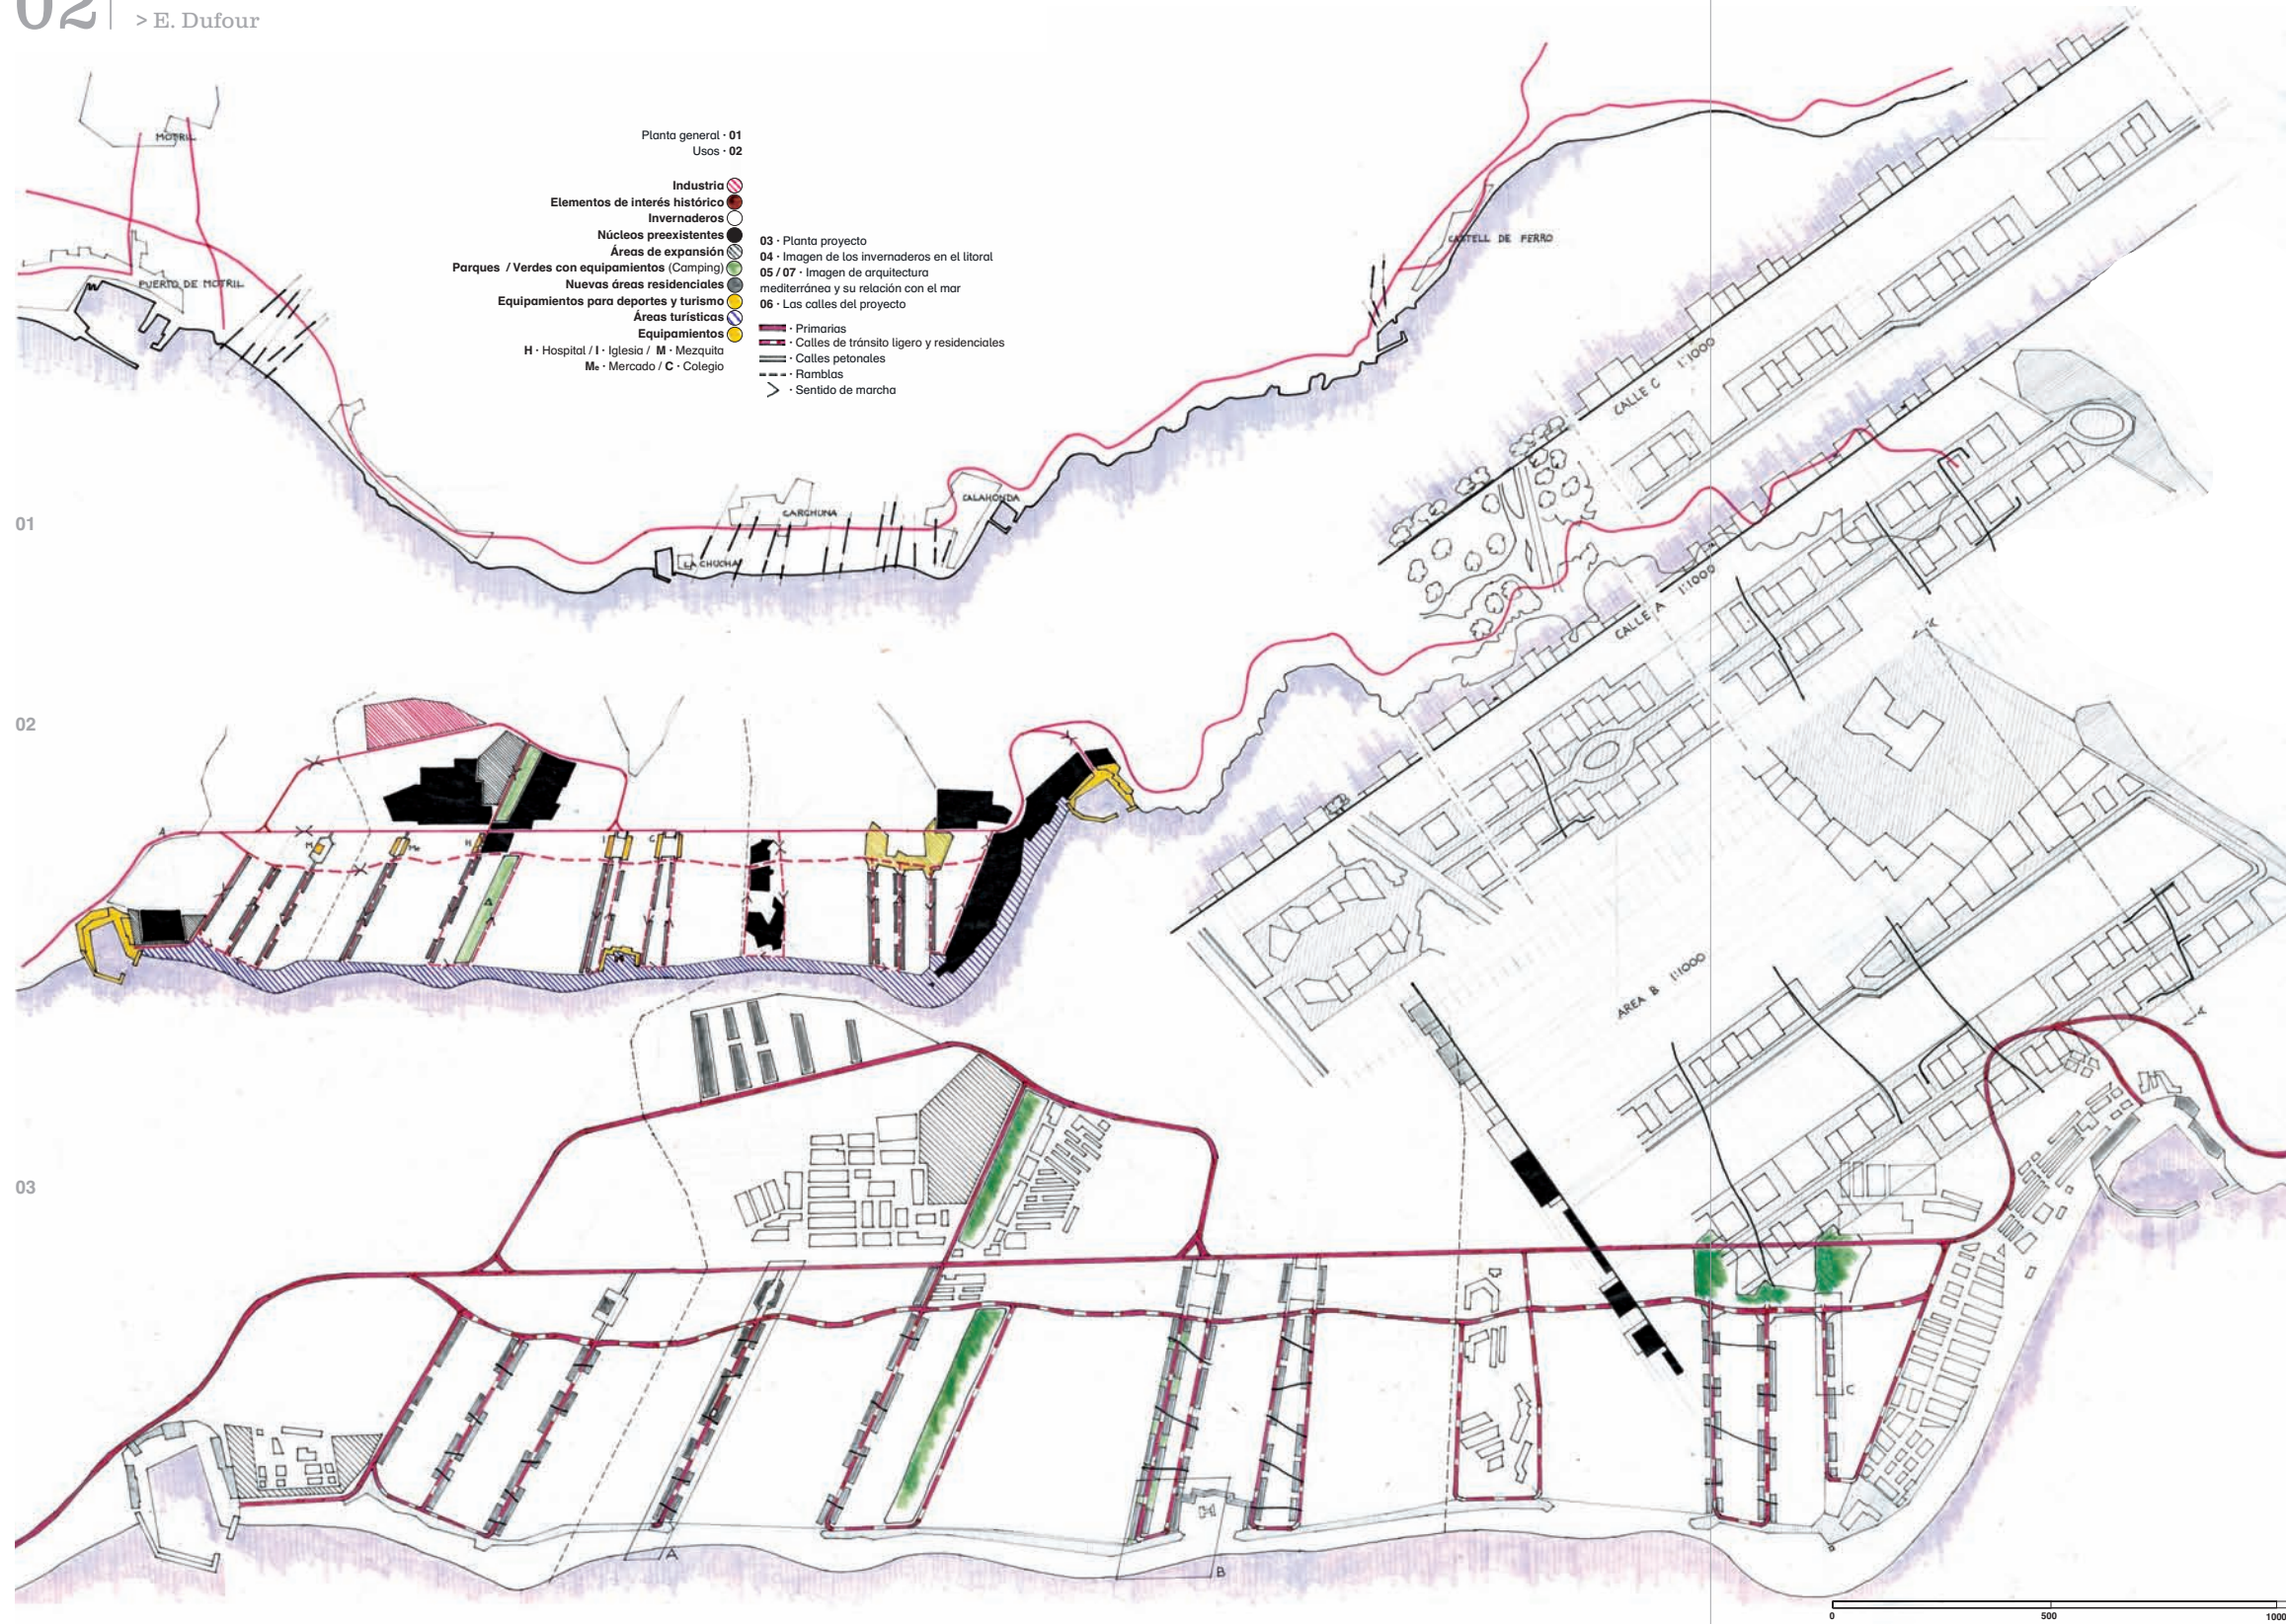 02
> E. Dufour
MOTRIL
PUERTO DE MOTRIL
Planta general · 01
Usos · 02
Industria
Elementos de interés histórico
Invernaderos
Núcleos preexistentes
Áreas de expansión
Parques / Verdes con equipamientos (Camping)
Nuevas áreas residenciales
Equipamientos para deportes y turismo
Áreas turísticas
Equipamientos
H · Hospital / I · Iglesia / M · Mezquita
Me · Mercado / C · Colegio
03 · Planta proyecto
04 · Imagen de los invernaderos en el litoral
05 / 07 · Imagen de arquitectura
mediterránea y su relación con el mar
06 · Las calles del proyecto
· Primarias
· Calles de tránsito ligero y residenciales
· Calles petonales
· Ramblas
· Sentido de marcha
CASTELL DE FERRO
CALLE C 1:1000
CALAHONDA
CARCHUNA
LA CHUCHA
01
CALLE A 1:1000
02
A
M
Me
H
I
C
AREA B 1:1000
03
C
A
B
0
500
1000